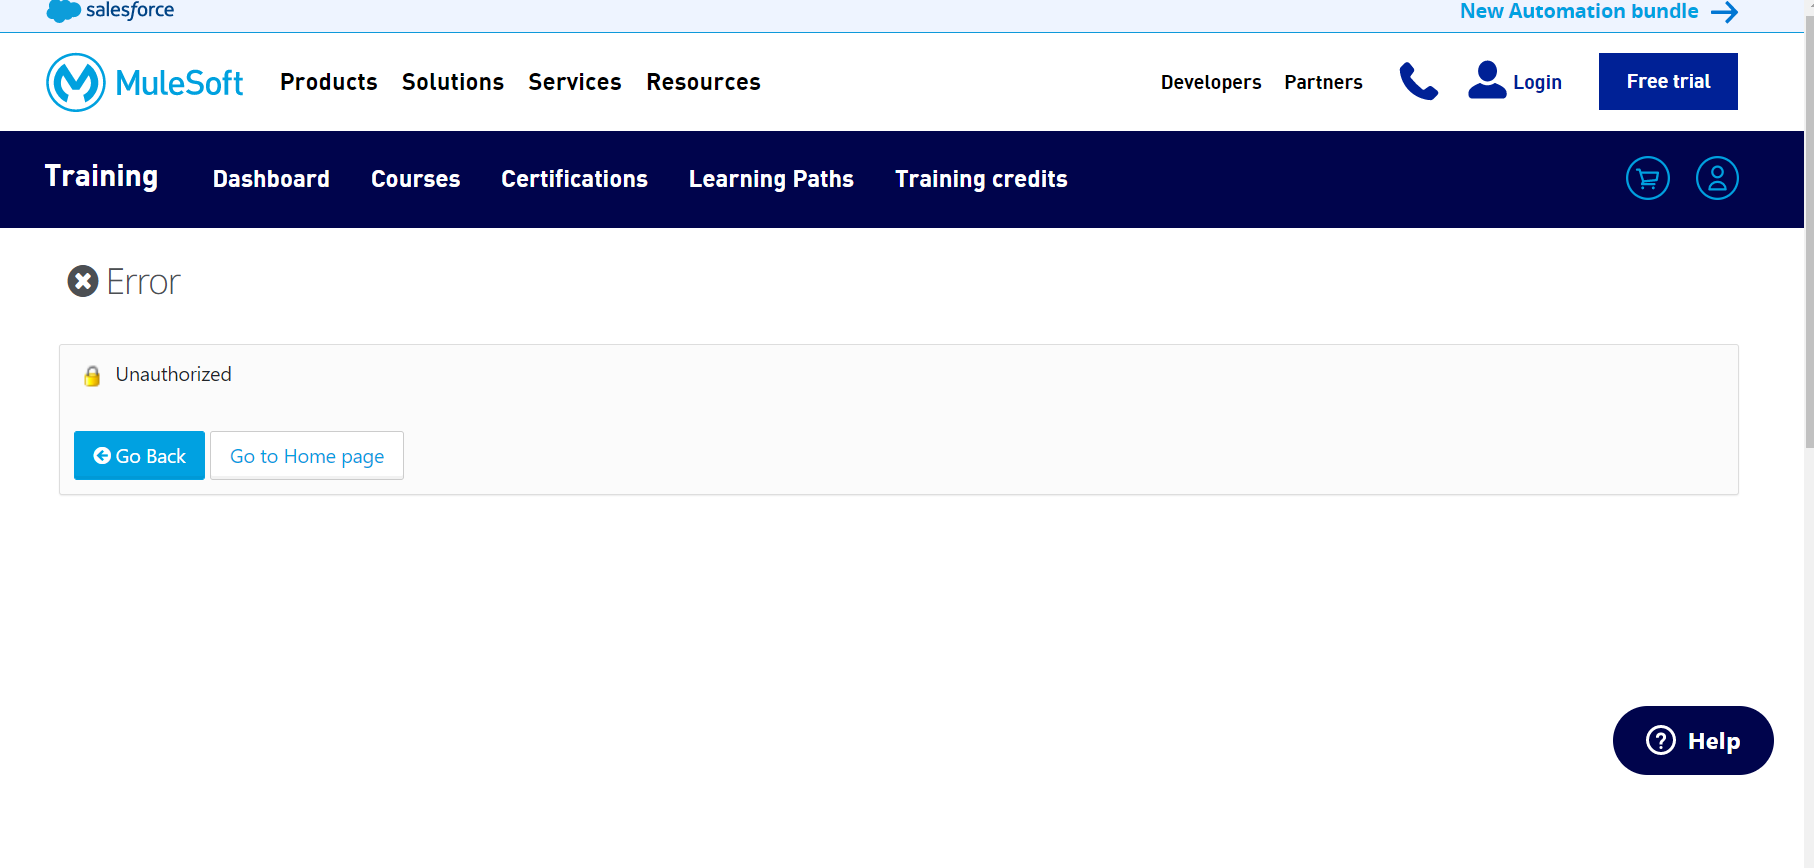 salesforce
New Automation bundle
MuleSoft Products Solutions Services Resources Developers Partners Login Free trial
Training Dashboard Courses Certifications Learning Paths Training credits
Error
Unauthorized
Go Back Go to Home page
Help